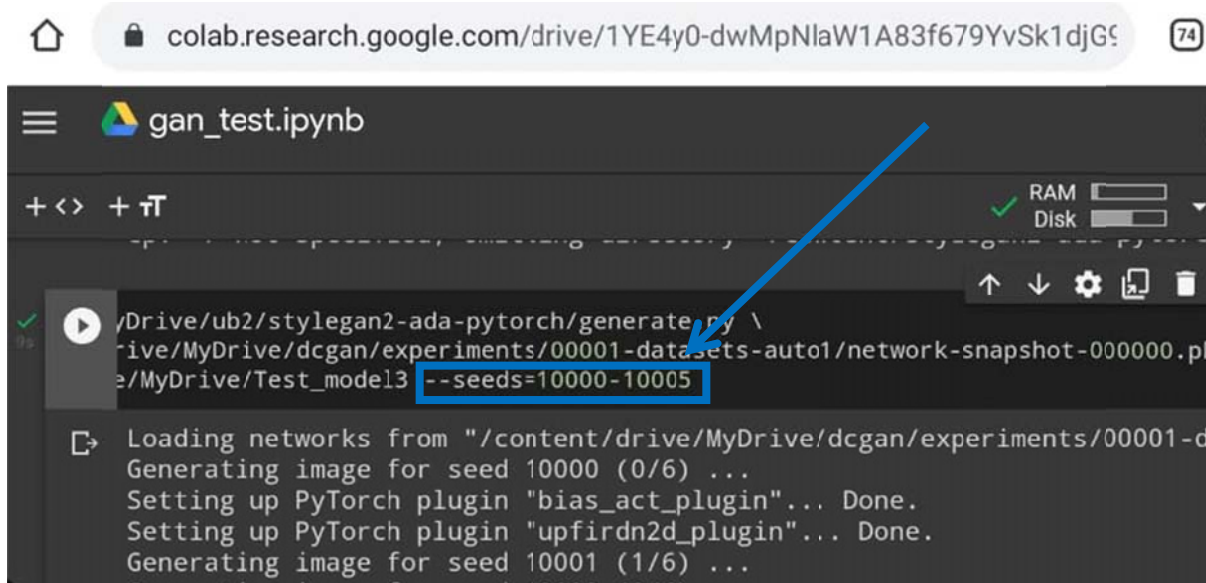 colab.research.google.com/drive/1YE4y0-dwMpNlaW1A83f679YvSk1djG9
74
gan_test.ipynb
RAM
Disk
9s
yDrive/ub2/stylegan2-ada-pytorch/generate.py \
rive/MyDrive/dcgan/experiments/00001-datasets-auto1/network-snapshot-000000.pl
e/MyDrive/Test_model3 --seeds=10000-10005
Loading networks from "/content/drive/MyDrive/dcgan/experiments/00001-d
Generating image for seed 10000 (0/6) ...
Setting up PyTorch plugin "bias_act_plugin"... Done.
Setting up PyTorch plugin "upfirdn2d_plugin"... Done.
Generating image for seed 10001 (1/6) ...